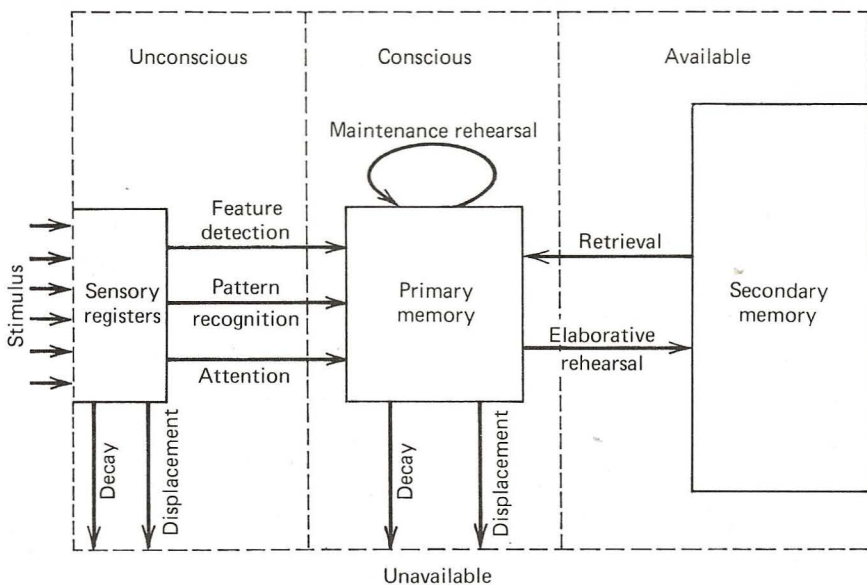 Unconscious
Conscious
Available
Maintenance rehearsal
Stimulus
Sensory
registers
Feature
detection
Pattern
recognition
Attention
Primary
memory
Retrieval
Elaborative
rehearsal
Secondary
memory
Decay
Displacement
Decay
Displacement
Unavailable